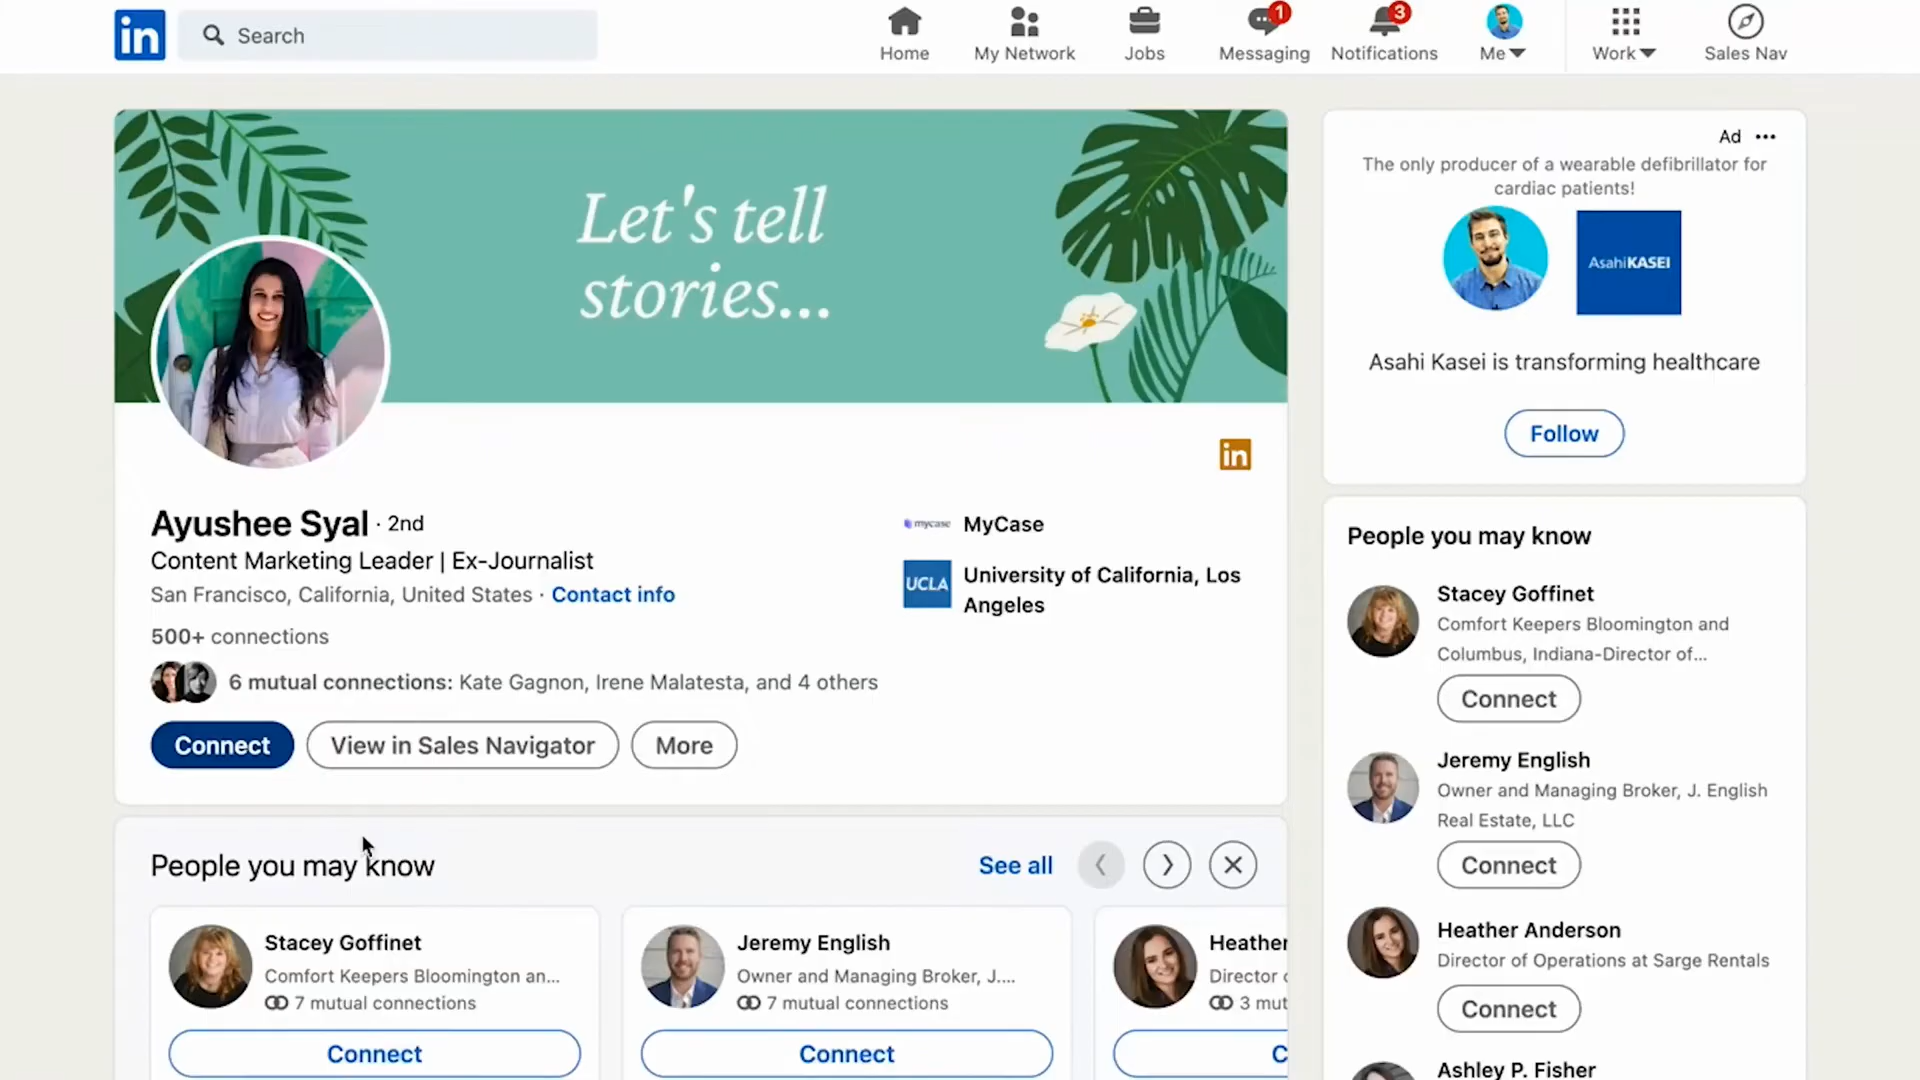 in
Search
Home
My Network
Jobs
1
Messaging
3
Notifications
Me
Work
Sales Nav
Let's tell
stories...
in
Ayushee Syal · 2nd
Content Marketing Leader | Ex-Journalist
San Francisco, California, United States · Contact info
500+ connections
6 mutual connections: Kate Gagnon, Irene Malatesta, and 4 others
Connect
View in Sales Navigator
More
mycase MyCase
UCLA
University of California, Los
Angeles
People you may know
See all
Stacey Goffinet
Comfort Keepers Bloomington an...
7 mutual connections
Connect
Jeremy English
Owner and Managing Broker, J....
7 mutual connections
Connect
Heather
Director
3 mut
C
Ad
The only producer of a wearable defibrillator for
cardiac patients!
AsahiKASEI
Asahi Kasei is transforming healthcare
Follow
People you may know
Stacey Goffinet
Comfort Keepers Bloomington and
Columbus, Indiana-Director of...
Connect
Jeremy English
Owner and Managing Broker, J. English
Real Estate, LLC
Connect
Heather Anderson
Director of Operations at Sarge Rentals
Connect
Ashley P. Fisher